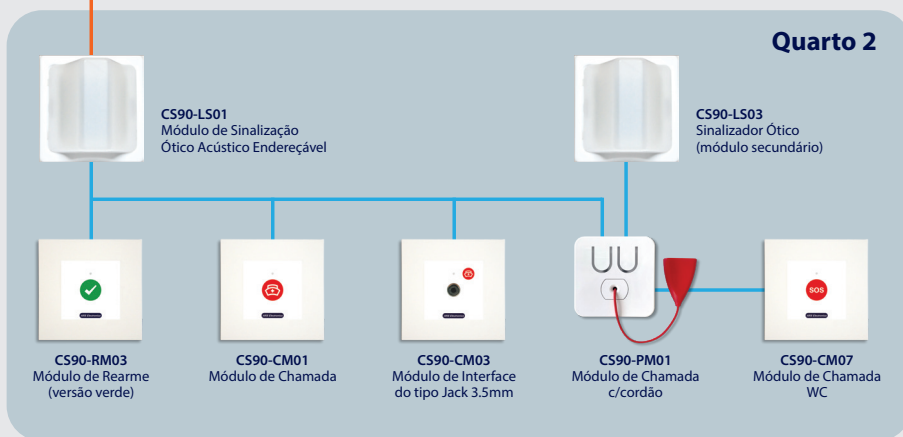 Quarto 2
CS90-LS01
Módulo de Sinalização
Ótico Acústico Endereçável
CS90-LS03
Sinalizador Ótico
(módulo secundário)
SOS
CS90-RM03
Módulo de Rearme
(versão verde)
CS90-CM01
Módulo de Chamada
CS90-CM03
Módulo de Interface
do tipo Jack 3.5mm
CS90-PM01
Módulo de Chamada
c/cordão
CS90-CM07
Módulo de Chamada
WC